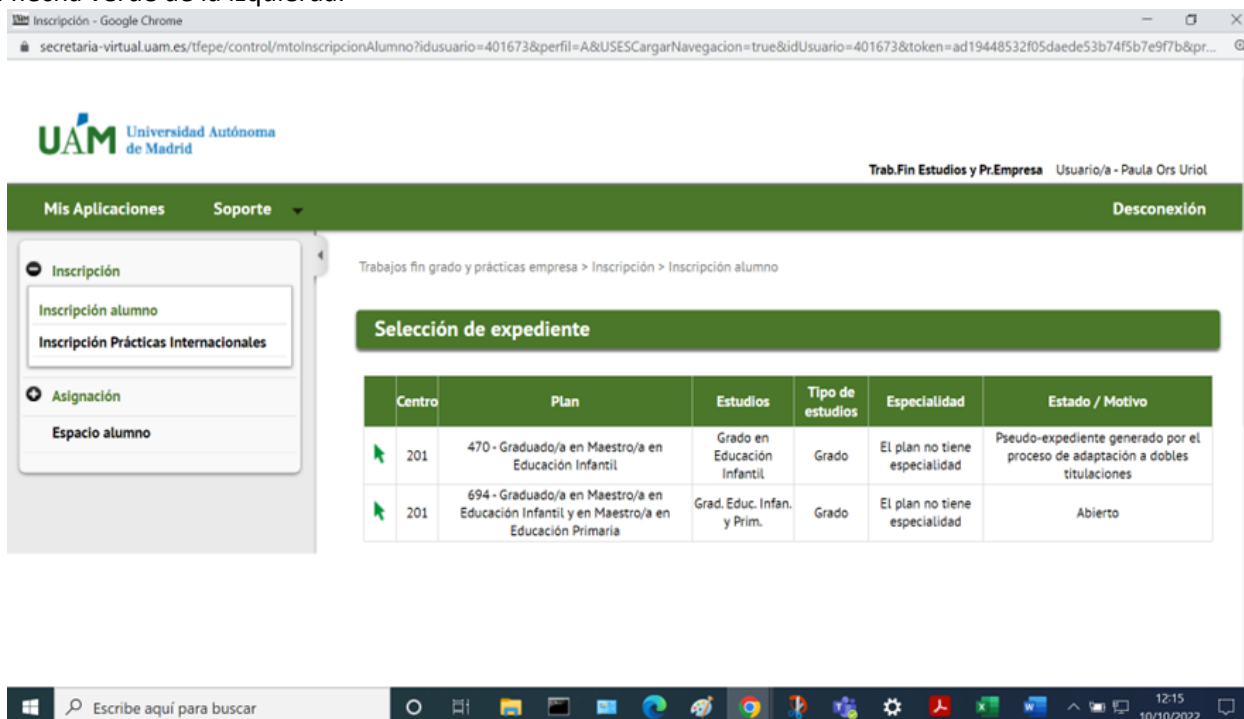 flecha verde de la izquierda.
Inscripción - Google Chrome
secretaria-virtual.uam.es/tfepe/control/mtoInscripcionAlumno?idusuario=401673&perfil=A&USESCargarNavegacion=true&idUsuario=401673&token=ad19448532f05daede53b74f5b7e9f7b&pr...
UAM Universidad Autónoma
de Madrid
Trab.Fin Estudios y Pr.Empresa Usuario/a - Paula Ors Uriol
Mis Aplicaciones Soporte Desconexión
Inscripción
Inscripción alumno
Inscripción Prácticas Internacionales
Asignación
Espacio alumno
Trabajos fin grado y prácticas empresa > Inscripción > Inscripción alumno
Selección de expediente
Centro Plan Estudios Tipo de estudios Especialidad Estado / Motivo
201 470 - Graduado/a en Maestro/a en Educación Infantil Grado en Educación Infantil Grado El plan no tiene especialidad Pseudo-expediente generado por el proceso de adaptación a dobles titulaciones
201 694 - Graduado/a en Maestro/a en Educación Infantil y en Maestro/a en Educación Primaria Grad. Educ. Infan. y Prim. Grado El plan no tiene especialidad Abierto
Escribe aquí para buscar
12:15
10/10/2022